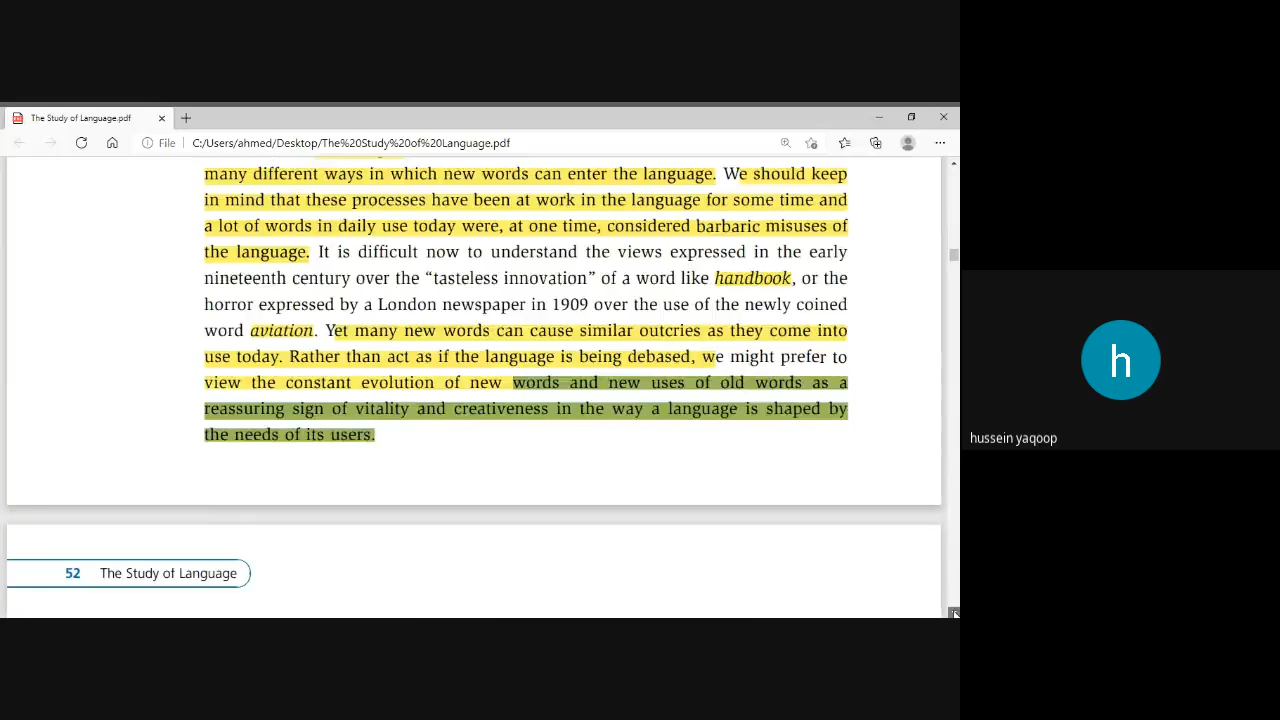 The Study of Language.pdf
File
C:/Users/ahmed/Desktop/The%20Study%20of%20Language.pdf
many different ways in which new words can enter the language. We should keep
in mind that these processes have been at work in the language for some time and
a lot of words in daily use today were, at one time, considered barbaric misuses of
the language. It is difficult now to understand the views expressed in the early
nineteenth century over the “tasteless innovation” of a word like handbook, or the
horror expressed by a London newspaper in 1909 over the use of the newly coined
word aviation. Yet many new words can cause similar outcries as they come into
use today. Rather than act as if the language is being debased, we might prefer to
view the constant evolution of new words and new uses of old words as a
reassuring sign of vitality and creativeness in the way a language is shaped by
the needs of its users.
52 The Study of Language
h
hussein yaqoop